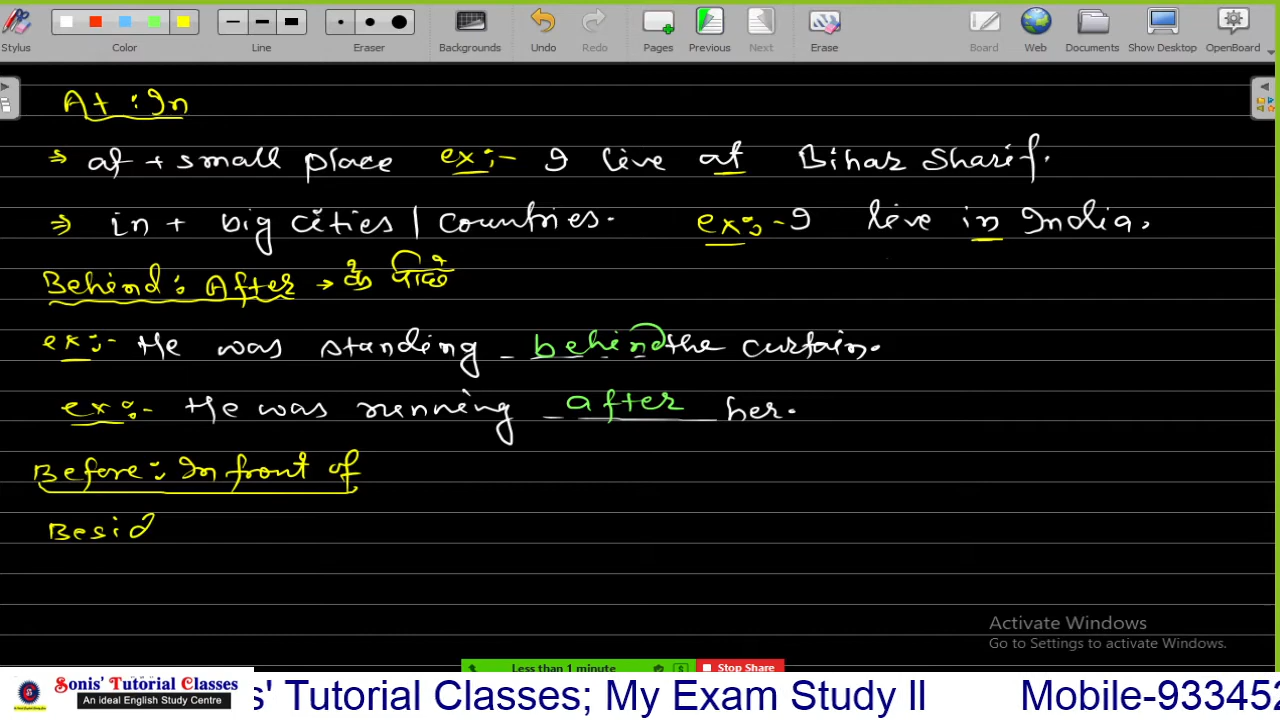 Stylus Color Line Eraser Backgrounds Undo Redo Pages Previous Next Erase Board Web Documents Show Desktop OpenBoard
At : In
⇒ at + small place ex:- I live at Bihar Sharif.
⇒ in + big cities / countries. ex:- I live in India.
Behind : After → के पीछे
ex:- He was standing behind the curtain.
ex:- He was running after her.
Before : In front of
Besid
Activate Windows
Go to Settings to activate Windows.
Less than 1 minute Stop Share
Sonis' Tutorial Classes
An ideal English Study Centre
s' Tutorial Classes; My Exam Study II Mobile-933452